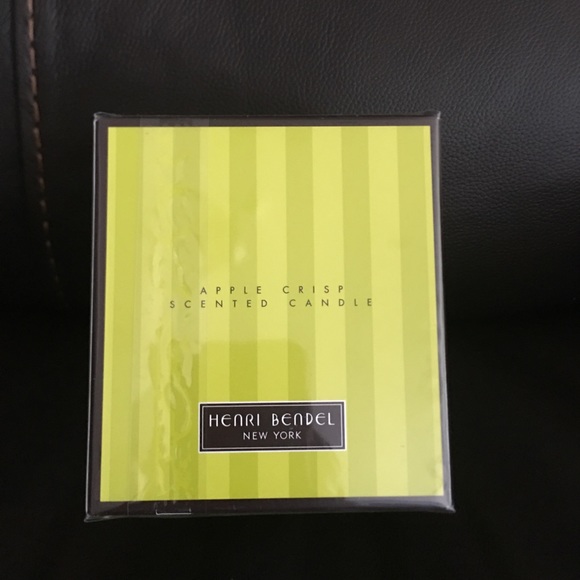 APPLE CRISP
SCENTED CANDLE
HENRI BENDEL
NEW YORK